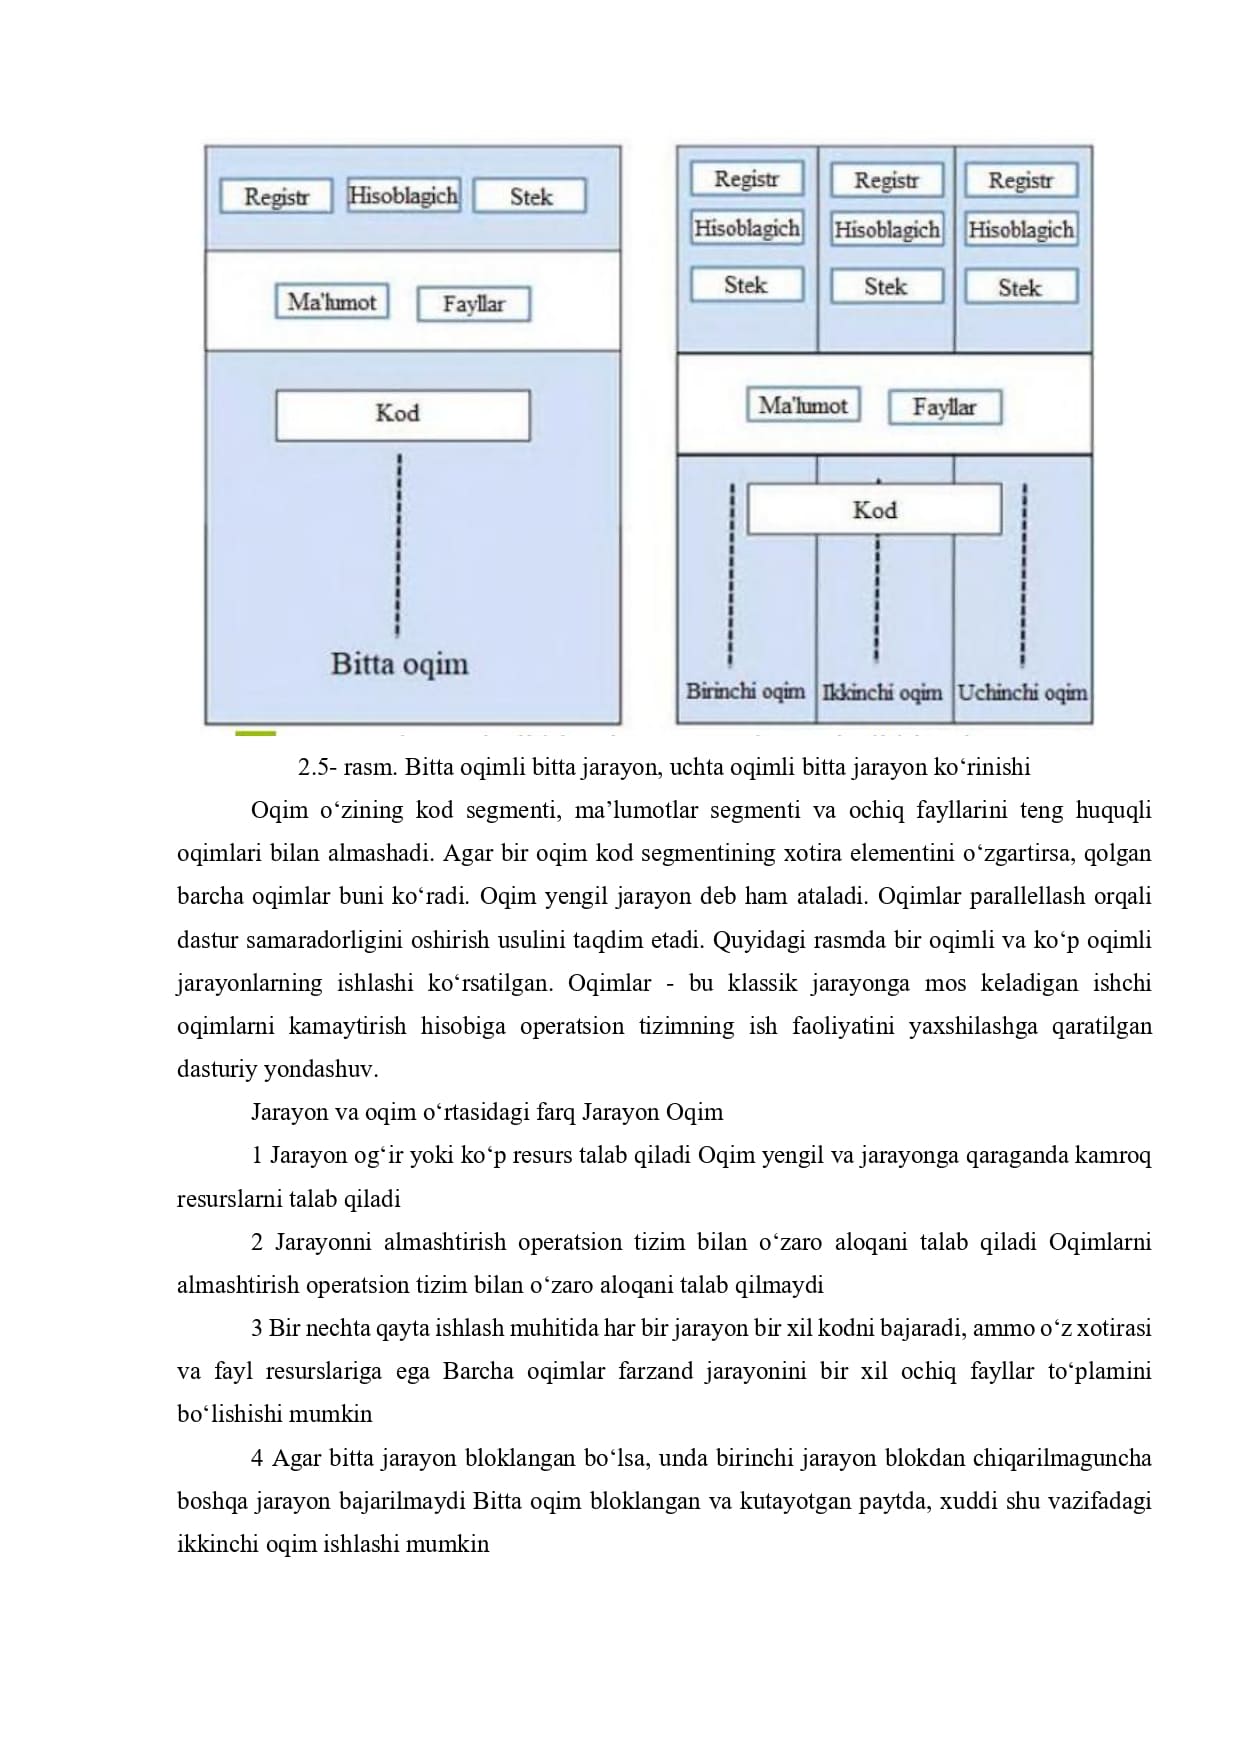 Registr Hisoblagich Stek
Ma'lumot Fayllar
Kod
Bitta oqim
Registr Registr Registr
Hisoblagich Hisoblagich Hisoblagich
Stek Stek Stek
Ma'lumot Fayllar
Kod
Birinchi oqim Ikkinchi oqim Uchinchi oqim
2.5- rasm. Bitta oqimli bitta jarayon, uchta oqimli bitta jarayon ko‘rinishi
Oqim o‘zining kod segmenti, ma’lumotlar segmenti va ochiq fayllarini teng huquqli
oqimlari bilan almashadi. Agar bir oqim kod segmentining xotira elementini o‘zgartirsa, qolgan
barcha oqimlar buni ko‘radi. Oqim yengil jarayon deb ham ataladi. Oqimlar parallellash orqali
dastur samaradorligini oshirish usulini taqdim etadi. Quyidagi rasmda bir oqimli va ko‘p oqimli
jarayonlarning ishlashi ko‘rsatilgan. Oqimlar - bu klassik jarayonga mos keladigan ishchi
oqimlarni kamaytirish hisobiga operatsion tizimning ish faoliyatini yaxshilashga qaratilgan
dasturiy yondashuv.
Jarayon va oqim o‘rtasidagi farq Jarayon Oqim
1 Jarayon og‘ir yoki ko‘p resurs talab qiladi Oqim yengil va jarayonga qaraganda kamroq
resurslarni talab qiladi
2 Jarayonni almashtirish operatsion tizim bilan o‘zaro aloqani talab qiladi Oqimlarni
almashtirish operatsion tizim bilan o‘zaro aloqani talab qilmaydi
3 Bir nechta qayta ishlash muhitida har bir jarayon bir xil kodni bajaradi, ammo o‘z xotirasi
va fayl resurslariga ega Barcha oqimlar farzand jarayonini bir xil ochiq fayllar to‘plamini
bo‘lishishi mumkin
4 Agar bitta jarayon bloklangan bo‘lsa, unda birinchi jarayon blokdan chiqarilmaguncha
boshqa jarayon bajarilmaydi Bitta oqim bloklangan va kutayotgan paytda, xuddi shu vazifadagi
ikkinchi oqim ishlashi mumkin